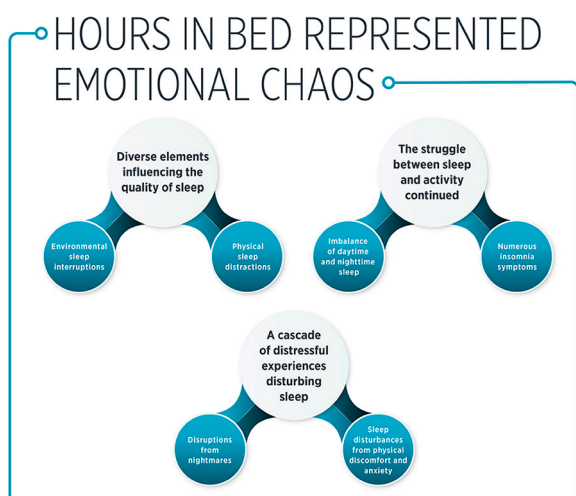 HOURS IN BED REPRESENTED
EMOTIONAL CHAOS
Diverse elements
influencing the
quality of sleep
Environmental
sleep
interruptions
Physical
sleep
distractions
The struggle
between sleep
and activity
continued
Imbalance
of daytime
and nighttime
sleep
Numerous
insomnia
symptoms
A cascade
of distressful
experiences
disturbing
sleep
Disruptions
from
nightmares
Sleep
disturbances
from physical
discomfort and
anxiety